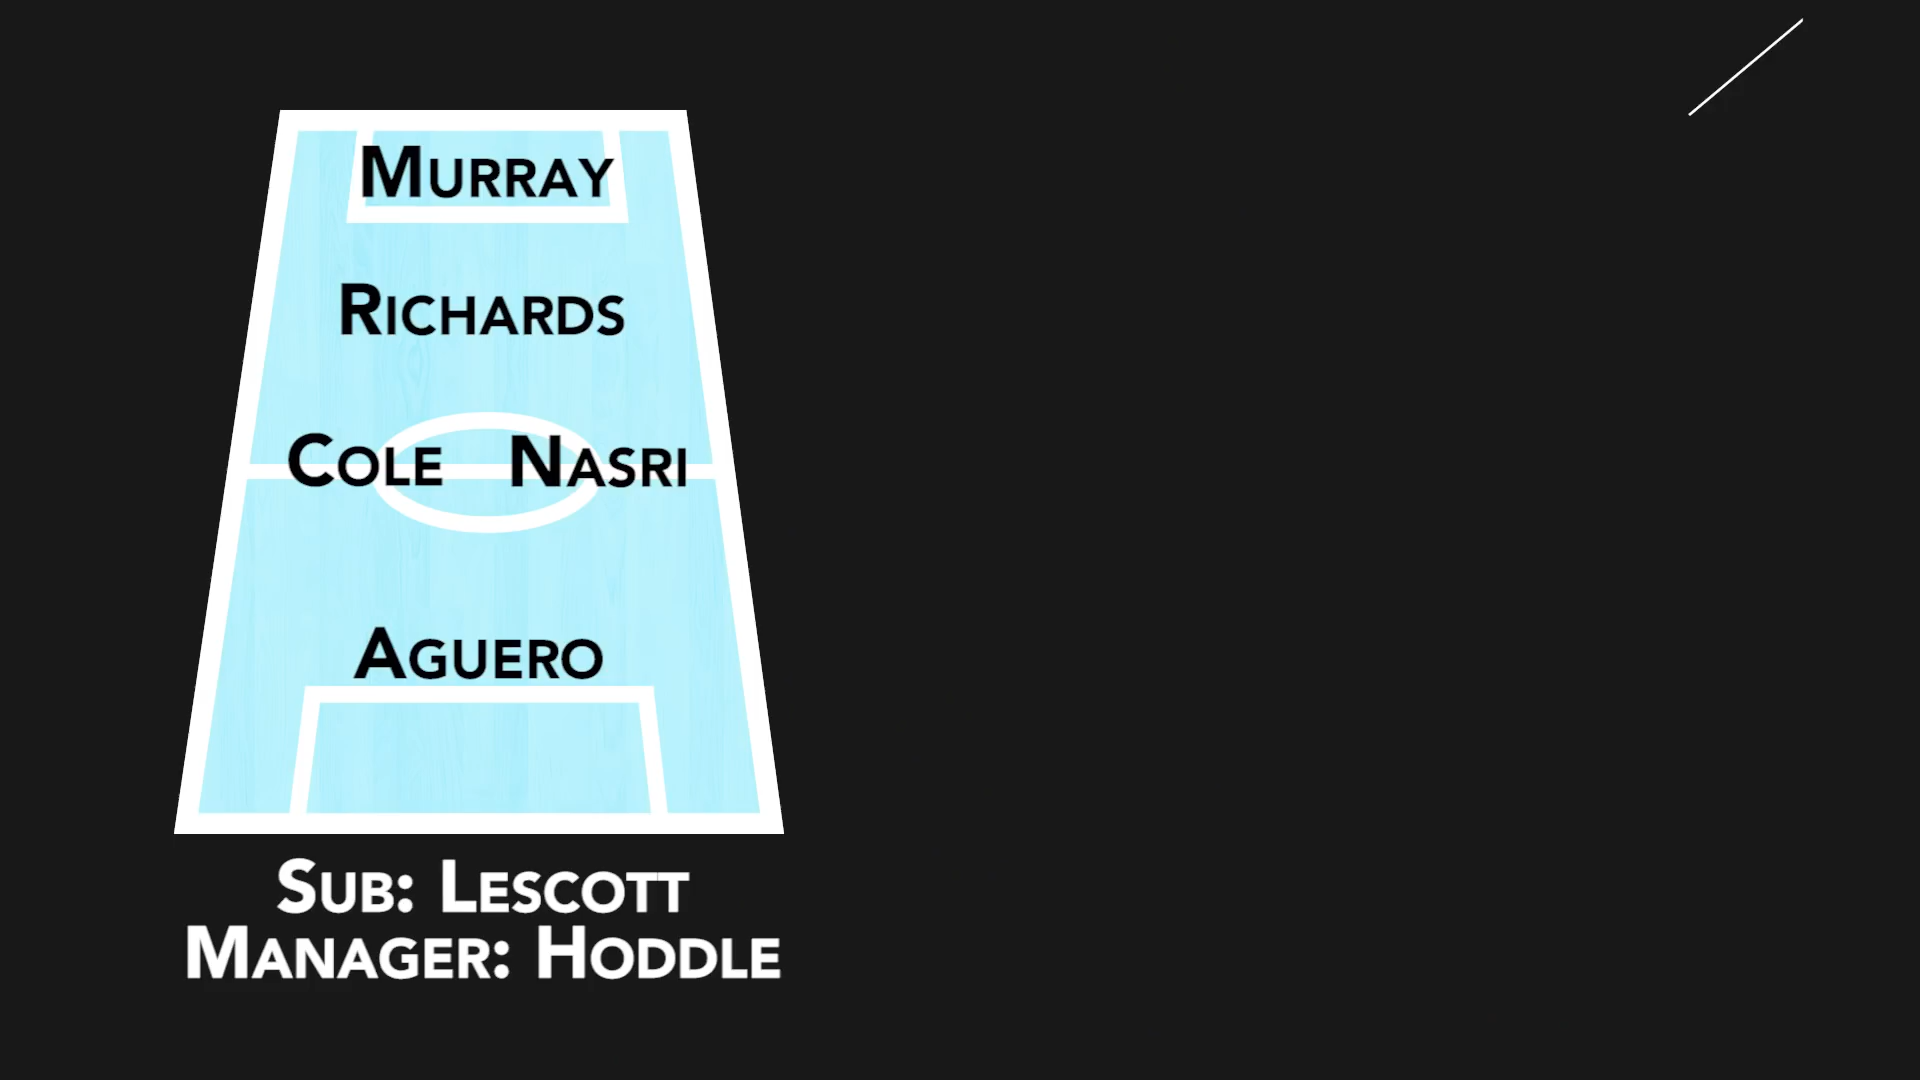 Murray
Richards
Cole Nasri
Aguero
Sub: Lescott
Manager: Hoddle